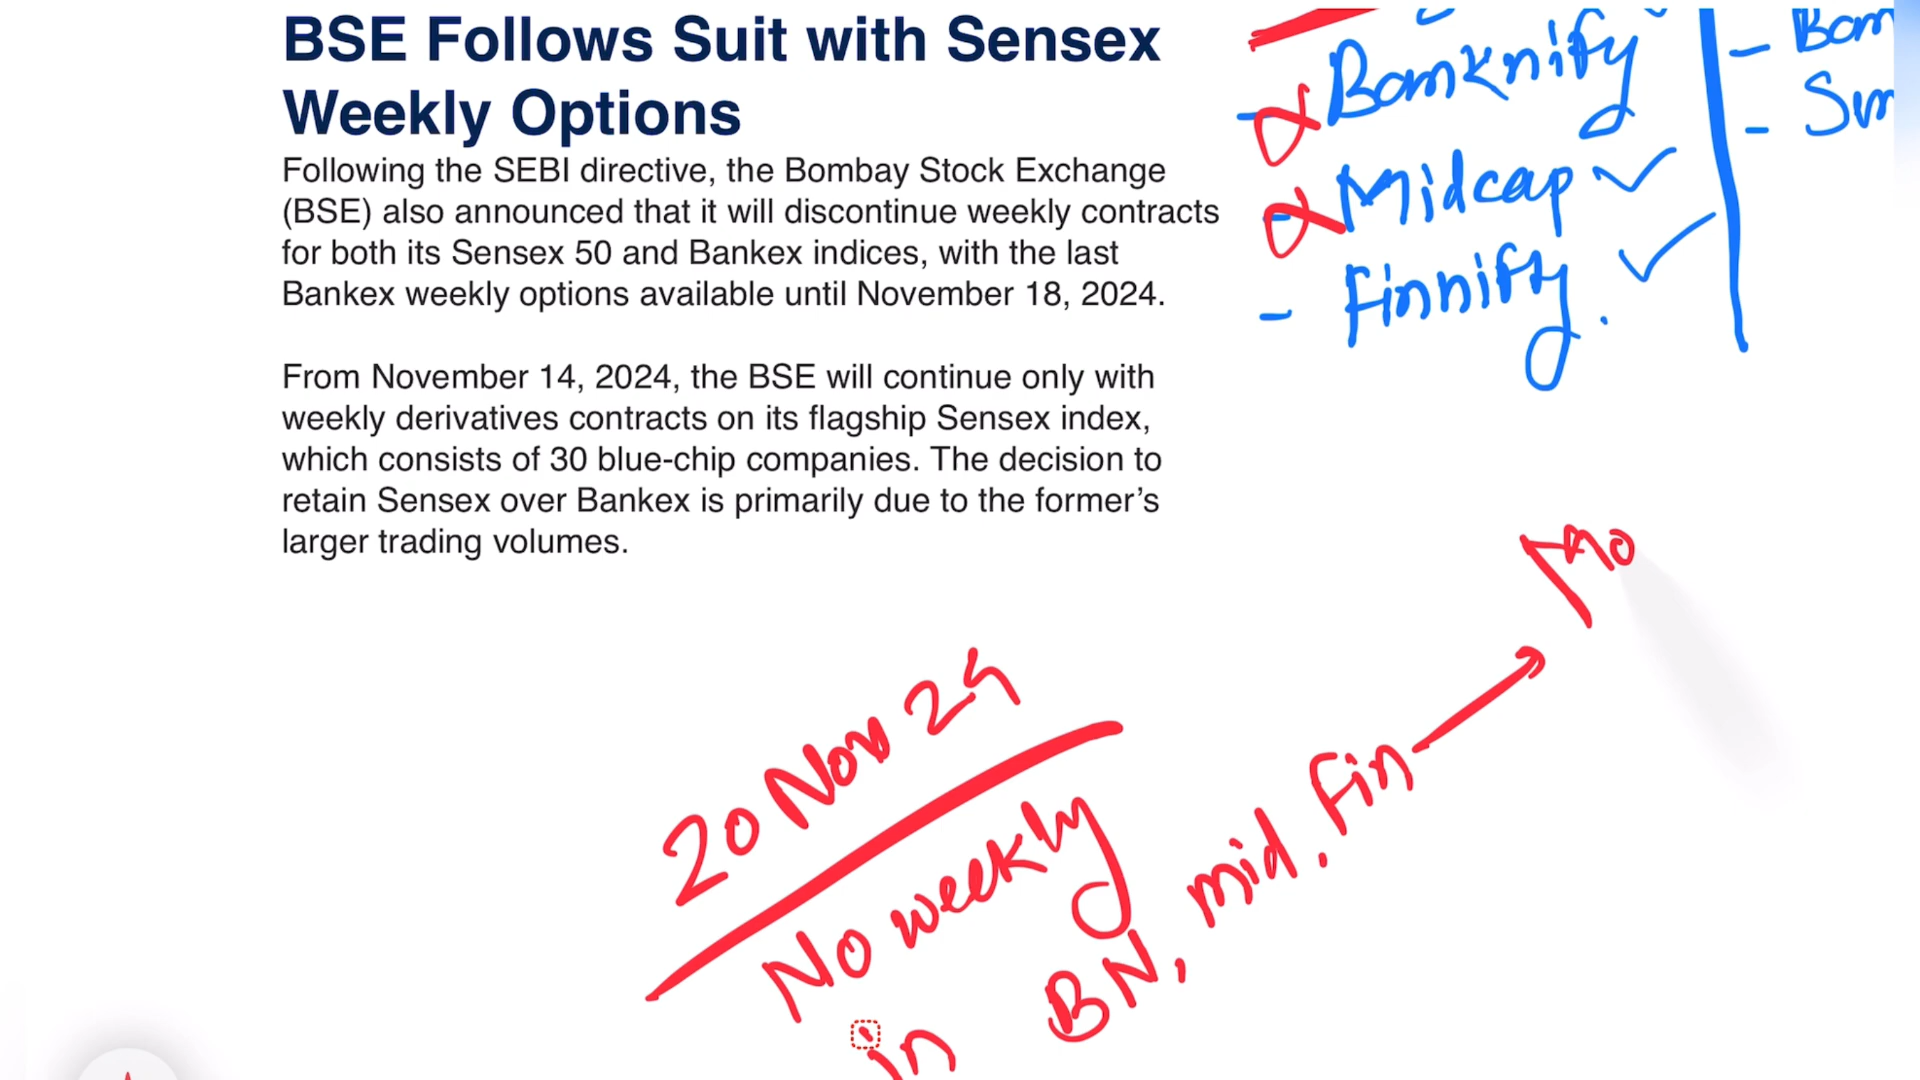 BSE Follows Suit with Sensex
Weekly Options
Following the SEBI directive, the Bombay Stock Exchange
(BSE) also announced that it will discontinue weekly contracts
for both its Sensex 50 and Bankex indices, with the last
Bankex weekly options available until November 18, 2024.
From November 14, 2024, the BSE will continue only with
weekly derivatives contracts on its flagship Sensex index,
which consists of 30 blue-chip companies. The decision to
retain Sensex over Bankex is primarily due to the former’s
larger trading volumes.
- Banknify
- Midcap ✓
- Finnifty. ✓
20 Nov 24
No weekly
in BN, mid. Fin →
Mo